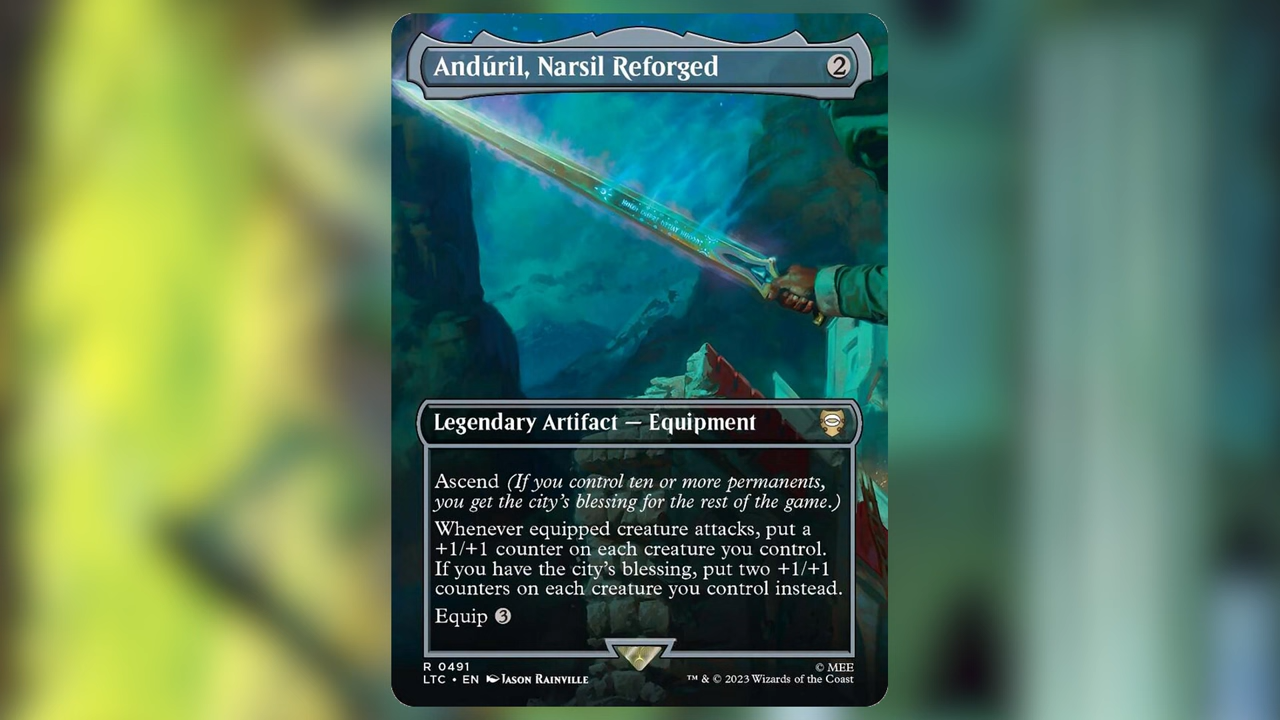 Andúril, Narsil Reforged 2
Legendary Artifact — Equipment
Ascend (If you control ten or more permanents,
you get the city's blessing for the rest of the game.)
Whenever equipped creature attacks, put a
+1/+1 counter on each creature you control.
If you have the city's blessing, put two +1/+1
counters on each creature you control instead.
Equip 3
R 0491
LTC • EN Jason Rainville
© MEE
™ & © 2023 Wizards of the Coast